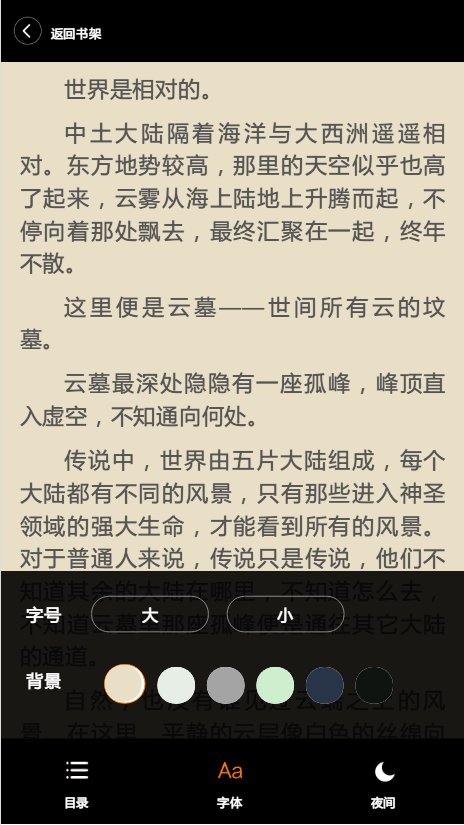 返回书架
世界是相对的。
中土大陆隔着海洋与大西洲遥遥相
对。东方地势较高，那里的天空似乎也高
了起来，云雾从海上陆地上升腾而起，不
停向着那处飘去，最终汇聚在一起，终年
不散。
这里便是云墓——世间所有云的坟
墓。
云墓最深处隐隐有一座孤峰，峰顶直
入虚空，不知通向何处。
传说中，世界由五片大陆组成，每个
大陆都有不同的风景，只有那些进入神圣
领域的强大生命，才能看到所有的风景。
对于普通人来说，传说只是传说，他们不
知道其余的大陆在哪里，不知道怎么去，
不知道云墓里那座孤峰便是通往其它大陆
的通道。
字号
大
小
背景
自然，也没有谁见过云端之上的风
景，在这里，平静的云层像白色的丝绵向
目录
Aa
字体
夜间